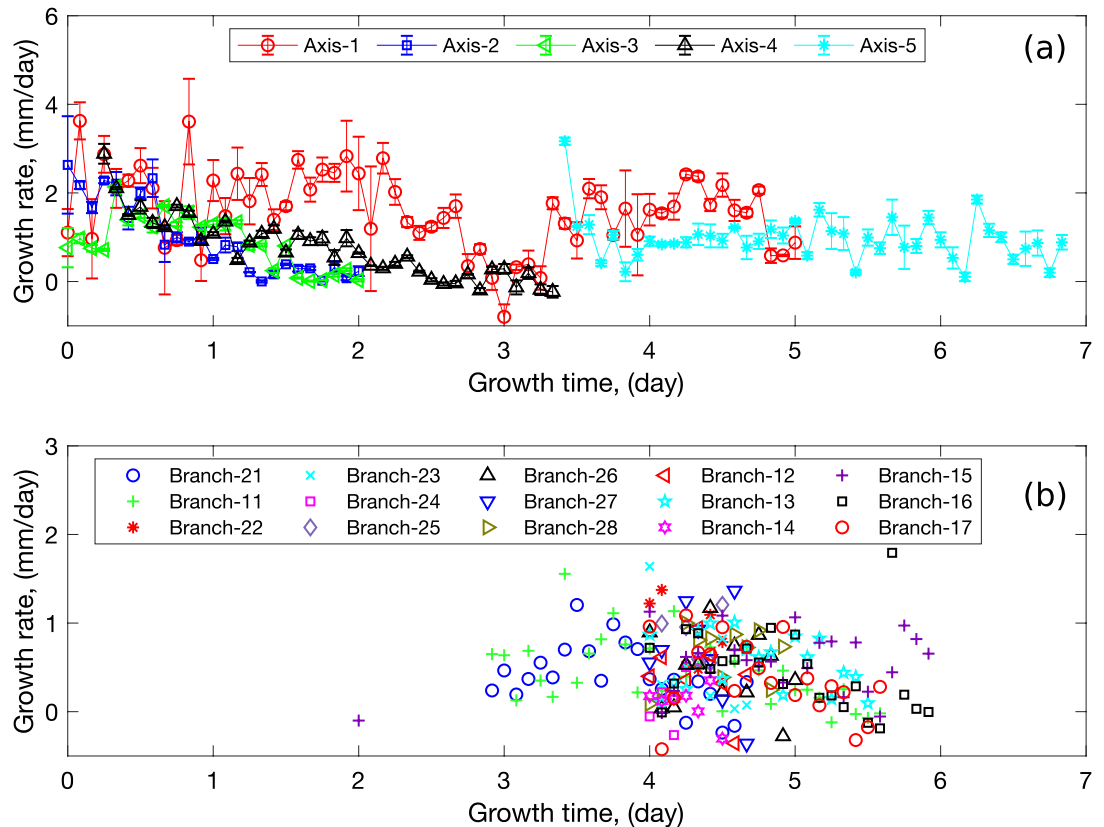 6
Axis-1 Axis-2 Axis-3 Axis-4 Axis-5
(a)
4
2
0
Growth rate, (mm/day)
0 1 2 3 4 5 6 7
Growth time, (day)
3
Branch-21 Branch-23 Branch-26 Branch-12 Branch-15
(b)
Branch-11 Branch-24 Branch-27 Branch-13 Branch-16
Branch-22 Branch-25 Branch-28 Branch-14 Branch-17
2
1
0
Growth rate, (mm/day)
0 1 2 3 4 5 6 7
Growth time, (day)